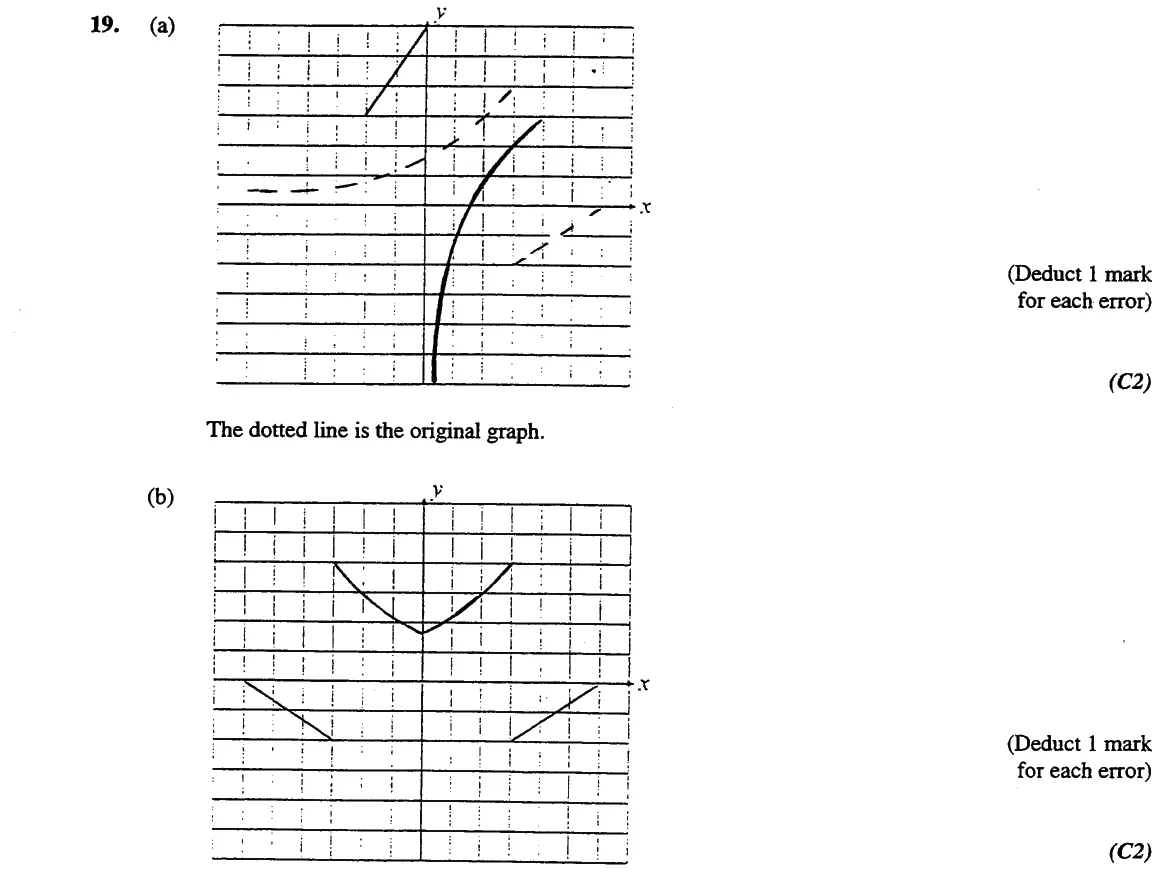 19. (a)
y
x
(Deduct 1 mark
for each error)
(C2)
The dotted line is the original graph.
(b)
y
x
(Deduct 1 mark
for each error)
(C2)